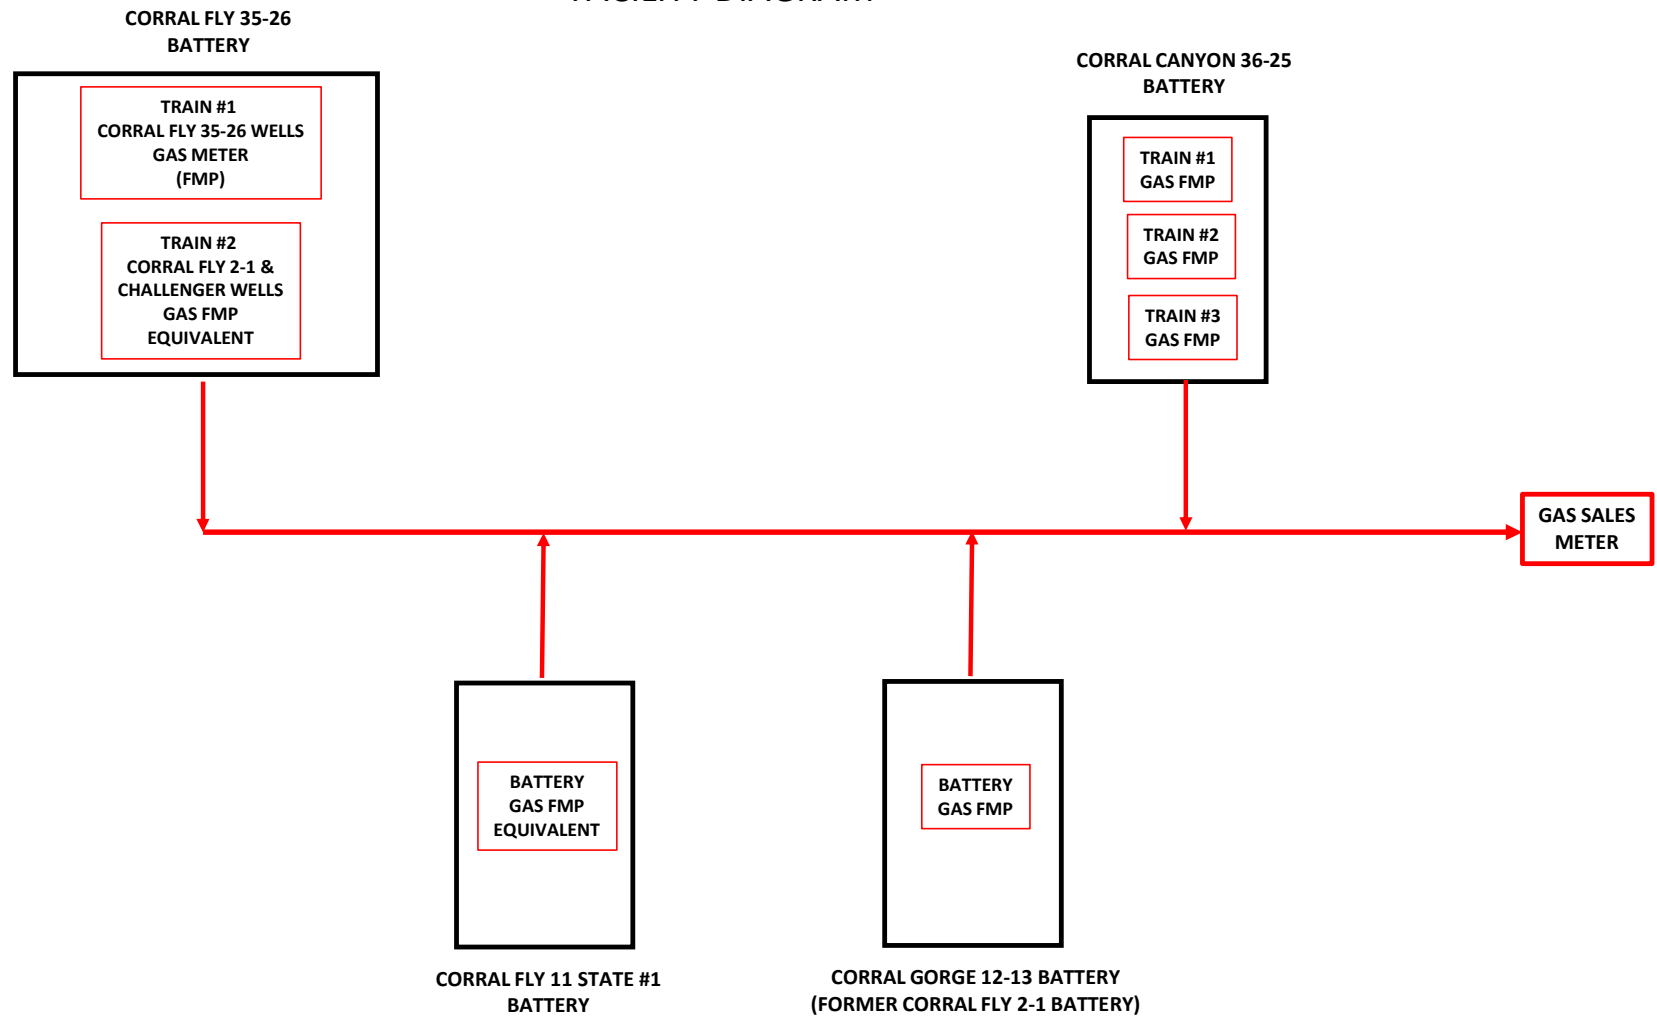 FACILITY DIAGRAM
CORRAL FLY 35-26
BATTERY
TRAIN #1
CORRAL FLY 35-26 WELLS
GAS METER
(FMP)
TRAIN #2
CORRAL FLY 2-1 &
CHALLENGER WELLS
GAS FMP
EQUIVALENT
CORRAL CANYON 36-25
BATTERY
TRAIN #1
GAS FMP
TRAIN #2
GAS FMP
TRAIN #3
GAS FMP
GAS SALES
METER
BATTERY
GAS FMP
EQUIVALENT
CORRAL FLY 11 STATE #1
BATTERY
BATTERY
GAS FMP
CORRAL GORGE 12-13 BATTERY
(FORMER CORRAL FLY 2-1 BATTERY)